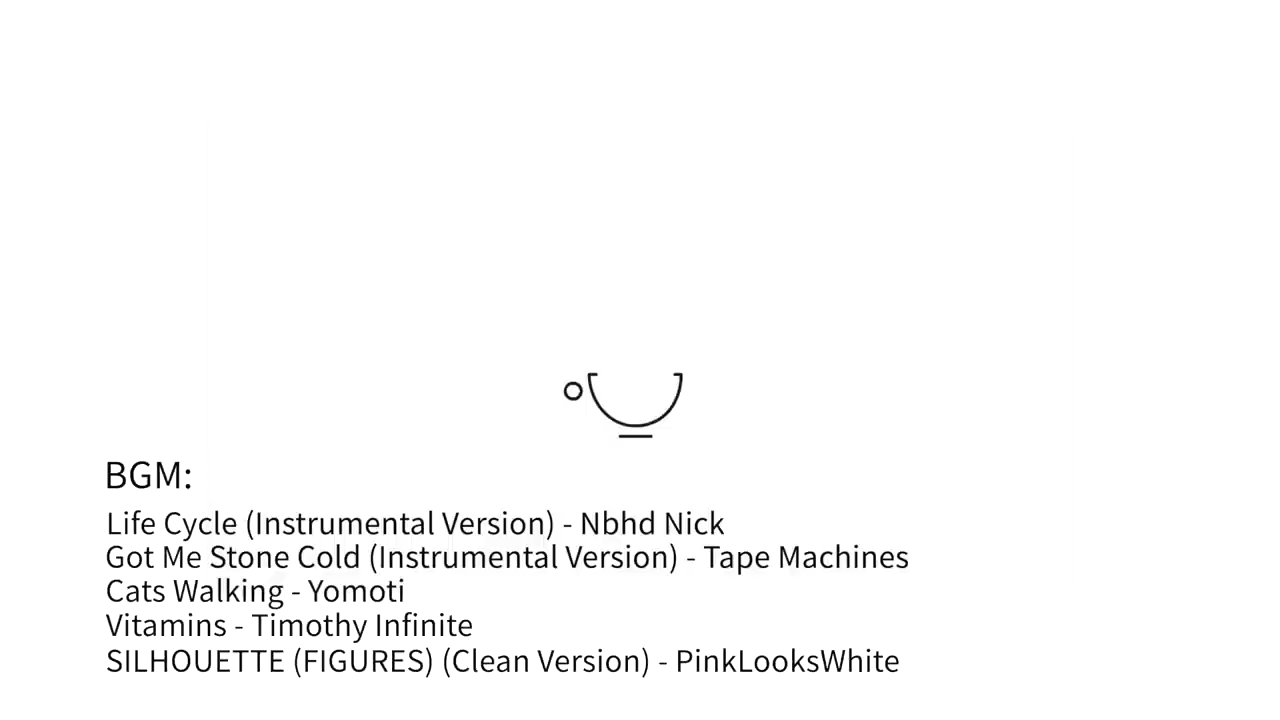 BGM:
Life Cycle (Instrumental Version) - Nbhd Nick
Got Me Stone Cold (Instrumental Version) - Tape Machines
Cats Walking - Yomoti
Vitamins - Timothy Infinite
SILHOUETTE (FIGURES) (Clean Version) - PinkLooksWhite